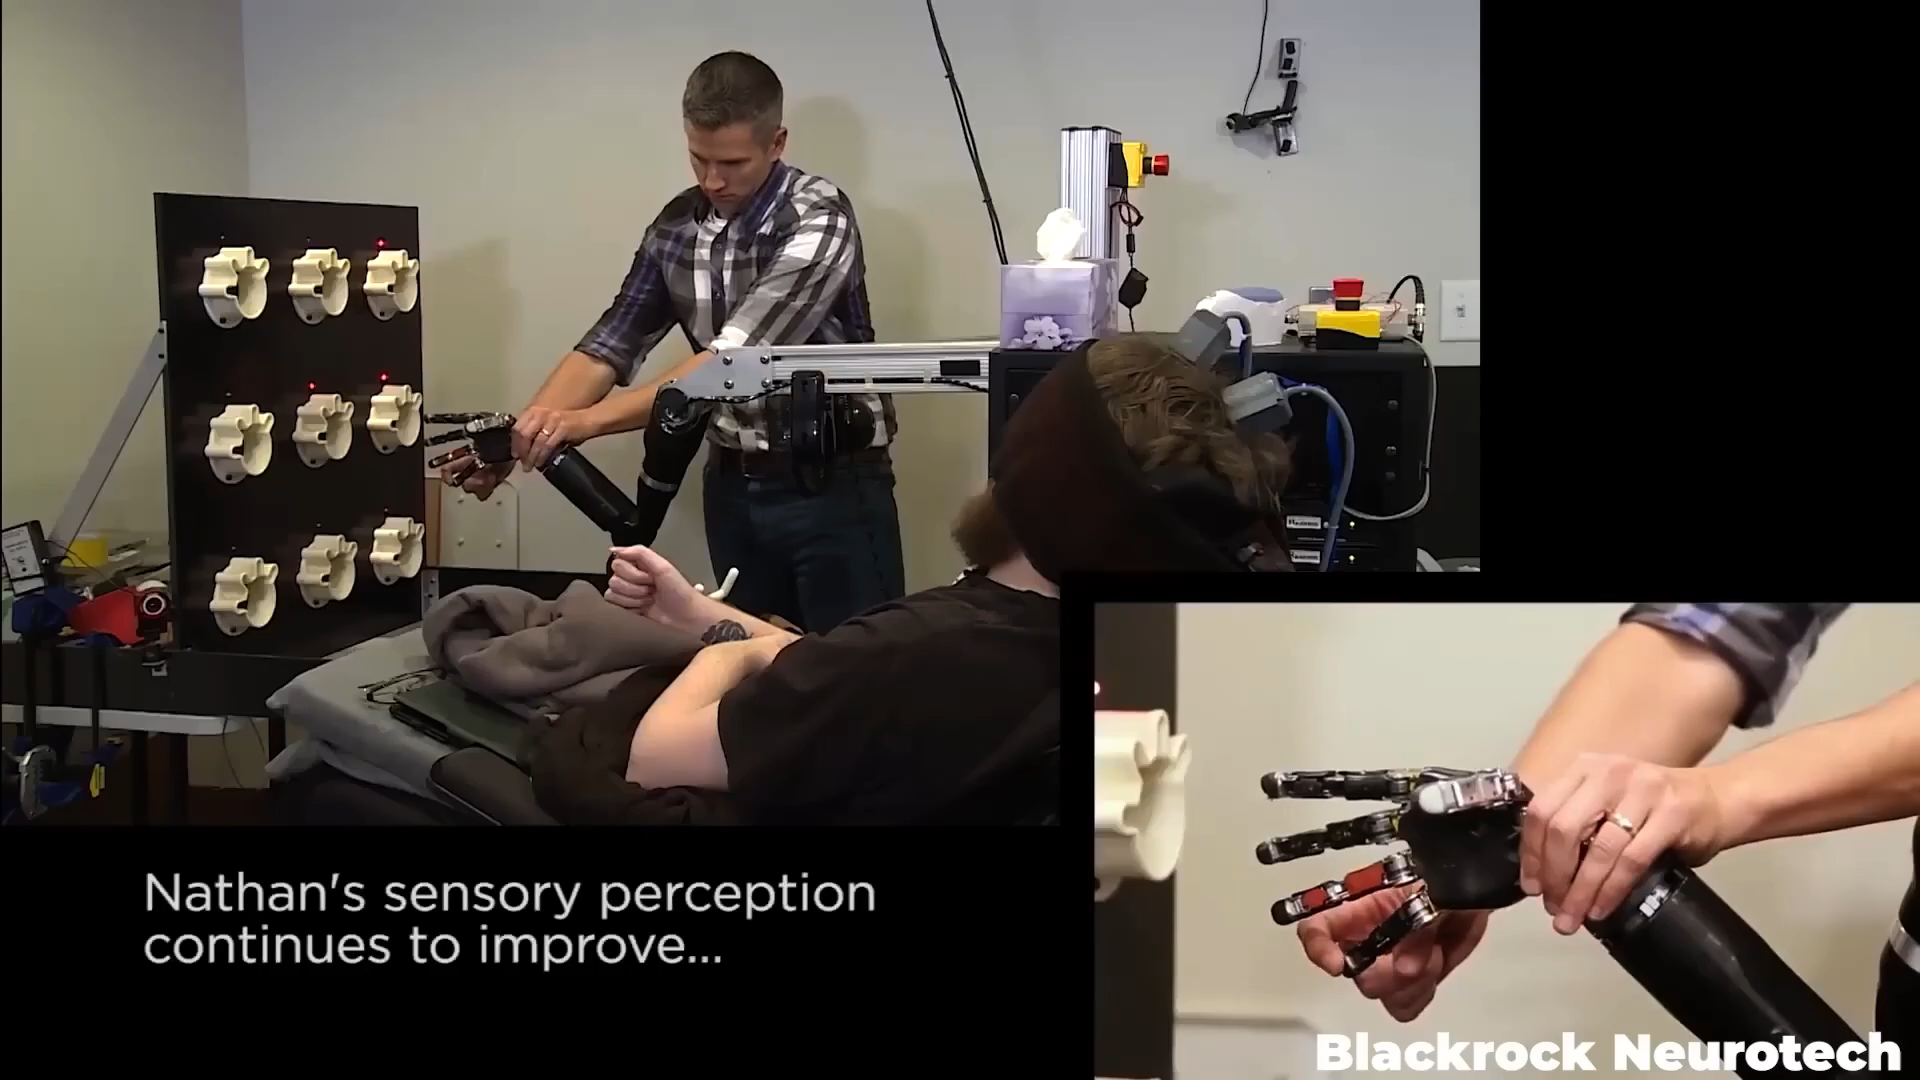 Nathan's sensory perception
continues to improve...
Blackrock Neurotech